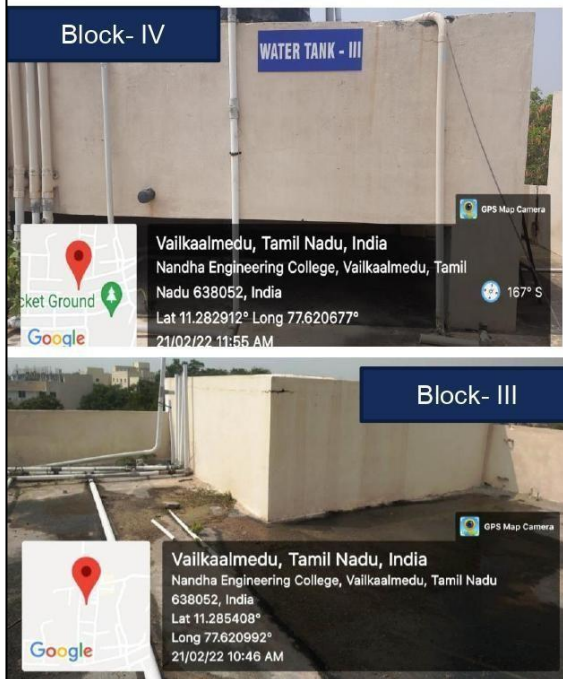 Block- IV
WATER TANK - III
GPS Map Camera
Vailkaalmedu, Tamil Nadu, India
Nandha Engineering College, Vailkaalmedu, Tamil
Nadu 638052, India
167° S
Lat 11.282912° Long 77.620677°
21/02/22 11:55 AM
cket Ground
Google
Block- III
GPS Map Camera
Vailkaalmedu, Tamil Nadu, India
Nandha Engineering College, Vailkaalmedu, Tamil Nadu
638052, India
Lat 11.285408°
Long 77.620992°
21/02/22 10:46 AM
Google